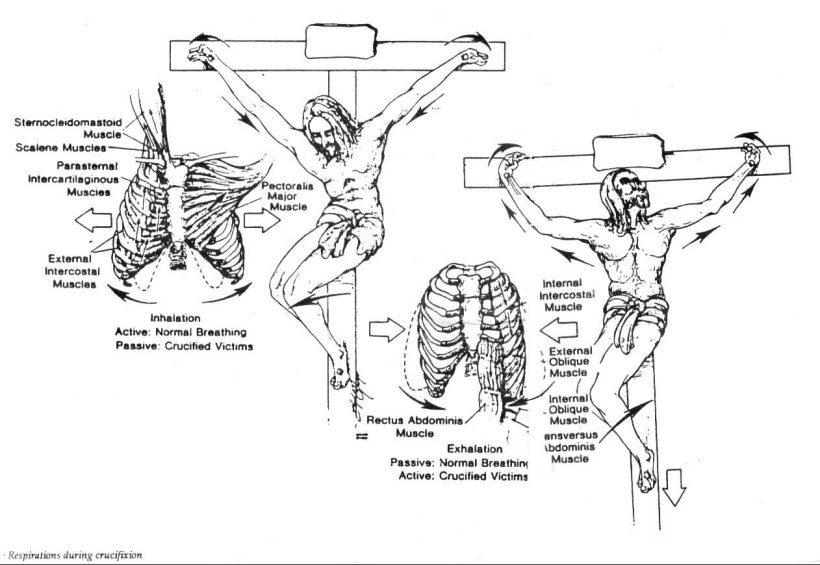 Sternocleidomastoid
Muscle
Scalene Muscles
Parasternal
Intercartilaginous
Muscles
Pectoralis
Major
Muscle
External
Intercostal
Muscles
Inhalation
Active: Normal Breathing
Passive: Crucified Victims
Internal
Intercostal
Muscle
External
Oblique
Muscle
Internal
Oblique
Muscle
ansversus
bdominis
Muscle
Rectus Abdominis
Muscle
Exhalation
Passive: Normal Breathing
Active: Crucified Victims
Respirations during crucifixion